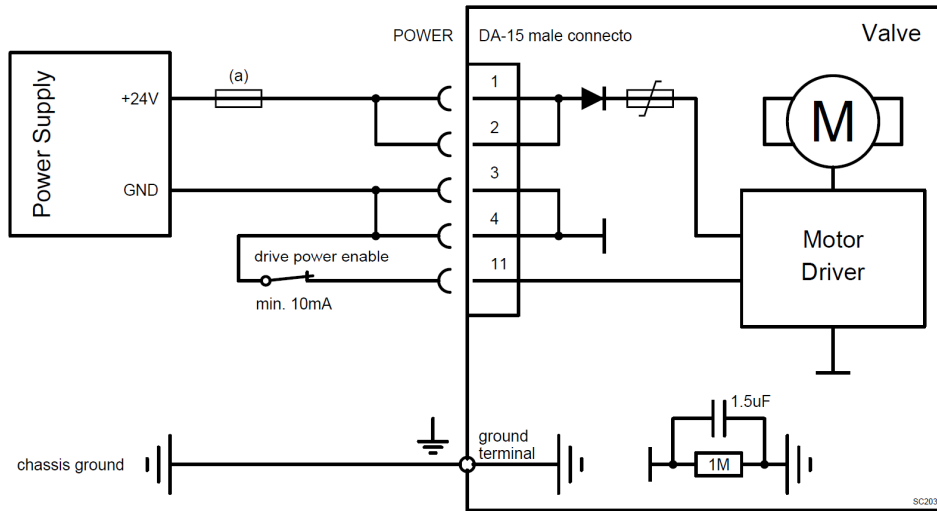 POWER
DA-15 male connecto
Valve
Power Supply
+24V
(a)
1
2
M
GND
3
4
drive power enable
11
min. 10mA
Motor
Driver
1.5uF
chassis ground
ground
terminal
1M
SC203